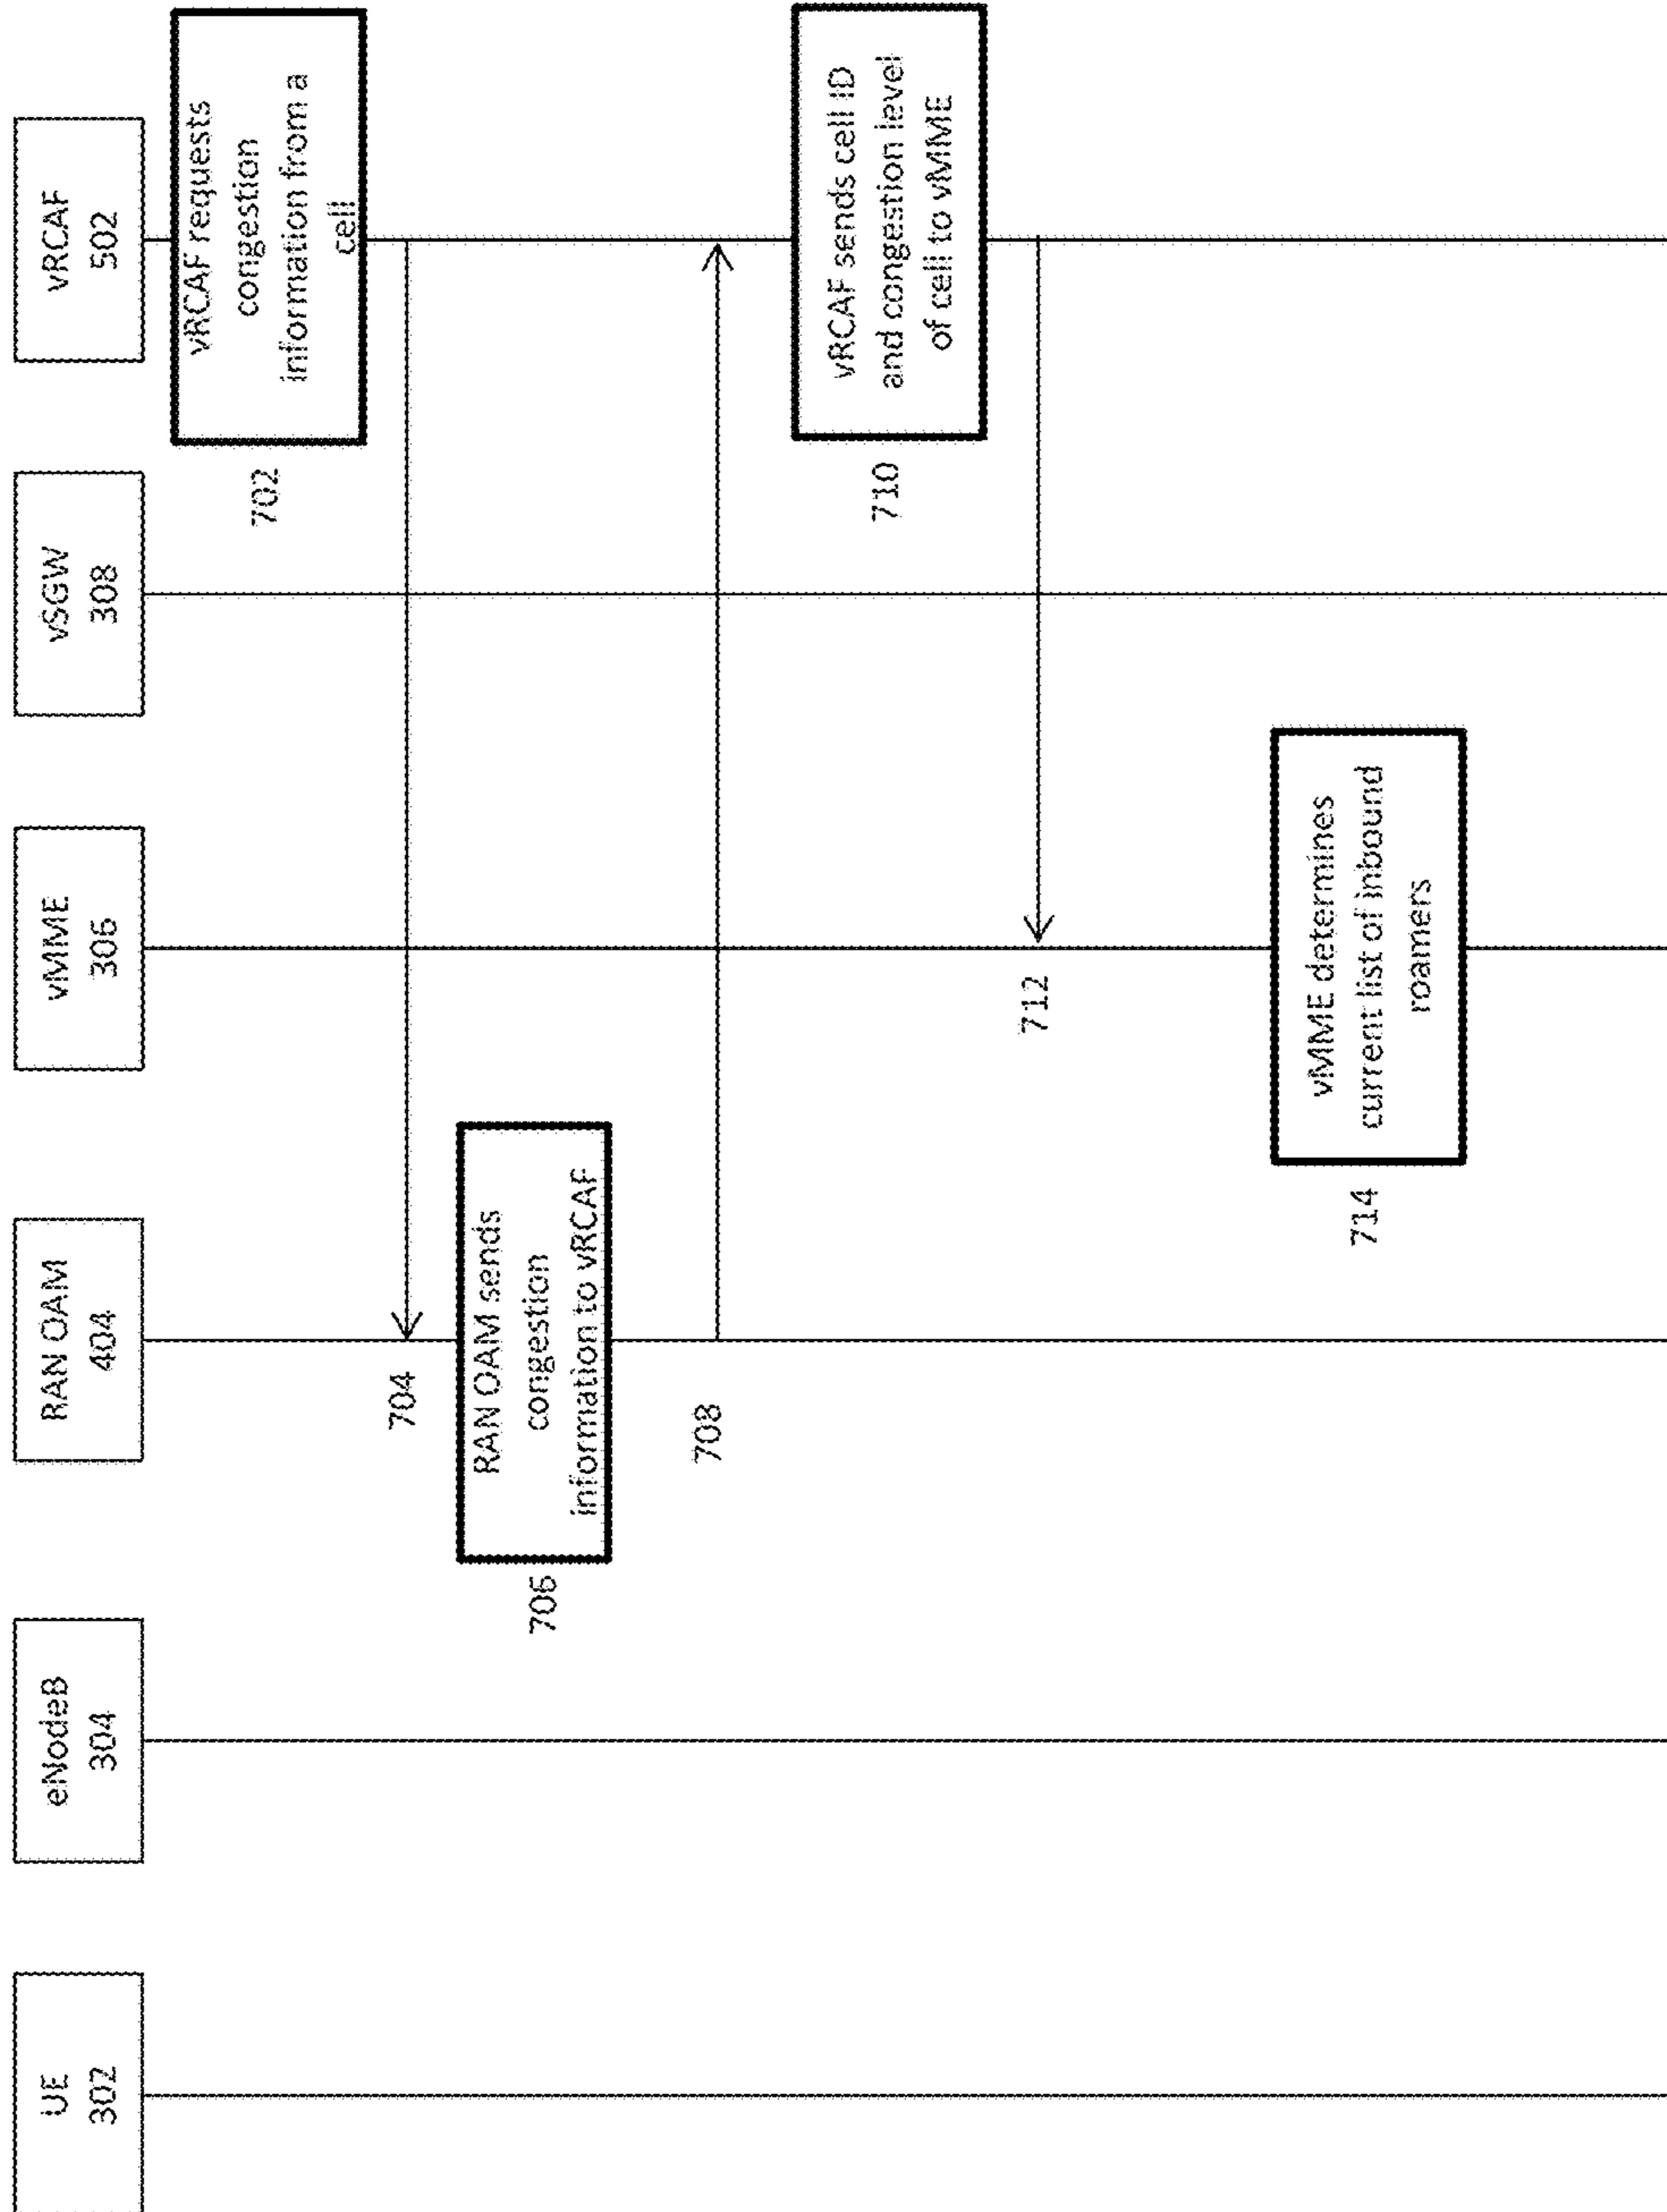 UE
302
eNodeB
304
RAN OAM
404
vMME
306
vSGW
308
vRCAF
502
vRCAF requests
congestion
information from a
cell
702
704
RAN OAM sends
congestion
information to vRCAF
706
708
vRCAF sends cell ID
and congestion level
of cell to vMME
710
712
vMME determines
current list of inbound
roamers
714